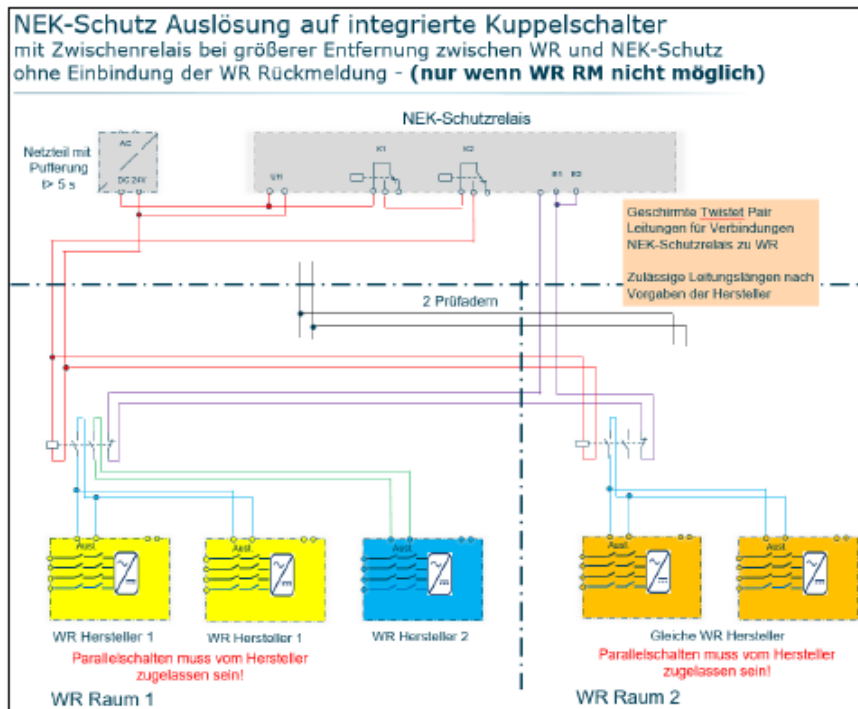 NEK-Schutz Auslösung auf integrierte Kuppelschalter
mit Zwischenrelais bei größerer Entfernung zwischen WR und NEK-Schutz
ohne Einbindung der WR Rückmeldung - (nur wenn WR RM nicht möglich)
NEK-Schutzrelais
Netzteil mit
Pufferung
t> 5 s
AC
DC 24V
K1
K2
E1
E2
Geschirmte Twistet Pair
Leitungen für Verbindungen
NEK-Schutzrelais zu WR
Zulässige Leitungslängen nach
Vorgaben der Hersteller
2 Prüfadern
Ausl.
Ausl.
Ausl.
Ausl.
Ausl.
WR Hersteller 1
WR Hersteller 1
WR Hersteller 2
Gleiche WR Hersteller
Parallelschalten muss vom Hersteller
zugelassen sein!
Parallelschalten muss vom Hersteller
zugelassen sein!
WR Raum 1
WR Raum 2